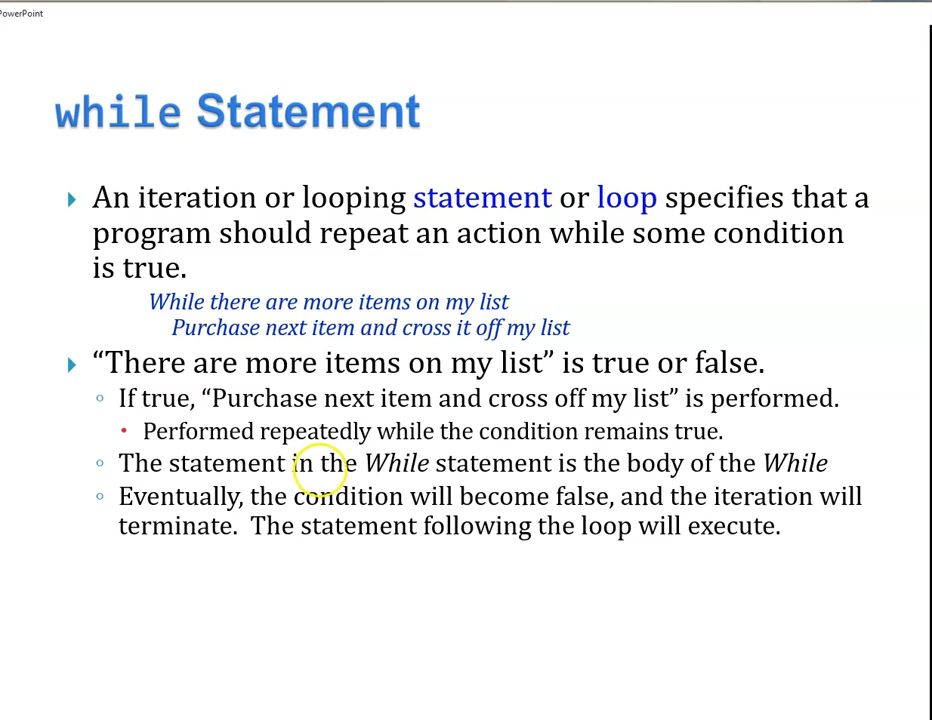 PowerPoint
while Statement
An iteration or looping statement or loop specifies that a
program should repeat an action while some condition
is true.
While there are more items on my list
Purchase next item and cross it off my list
“There are more items on my list” is true or false.
If true, “Purchase next item and cross off my list” is performed.
Performed repeatedly while the condition remains true.
The statement in the While statement is the body of the While
Eventually, the condition will become false, and the iteration will
terminate.  The statement following the loop will execute.